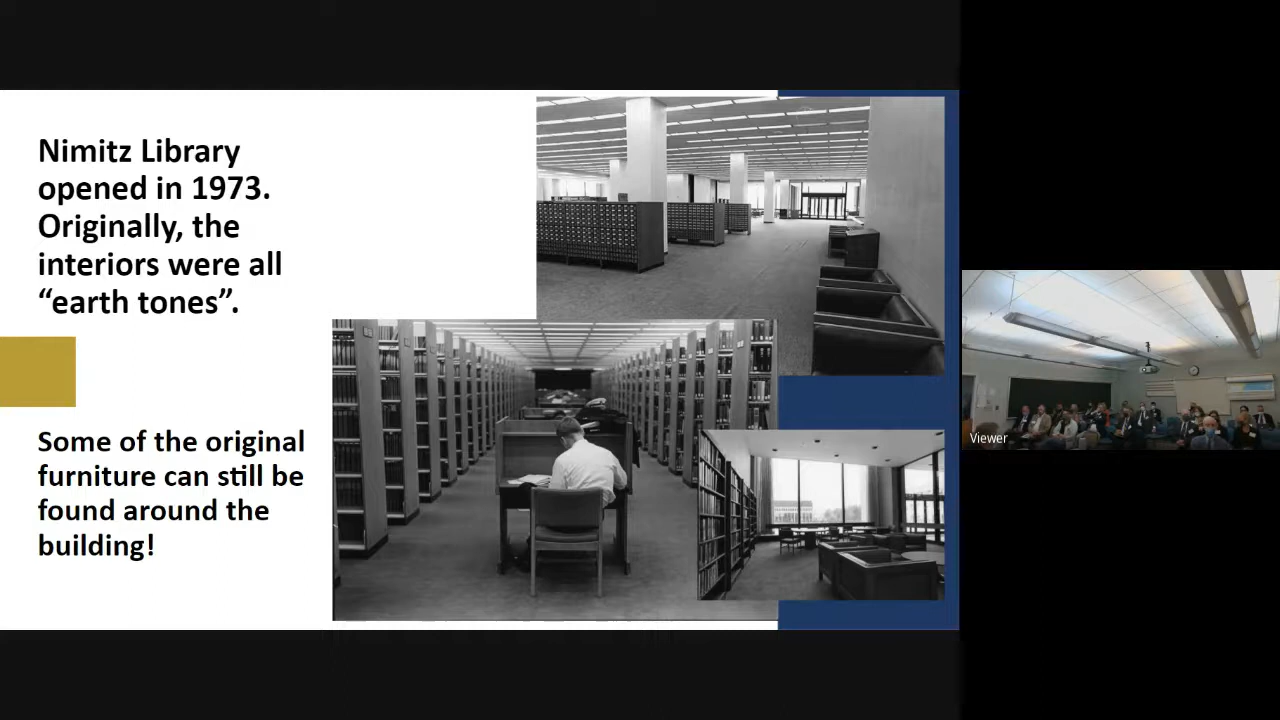 Nimitz Library
opened in 1973.
Originally, the
interiors were all
“earth tones”.
Some of the original
furniture can still be
found around the
building!
Viewer